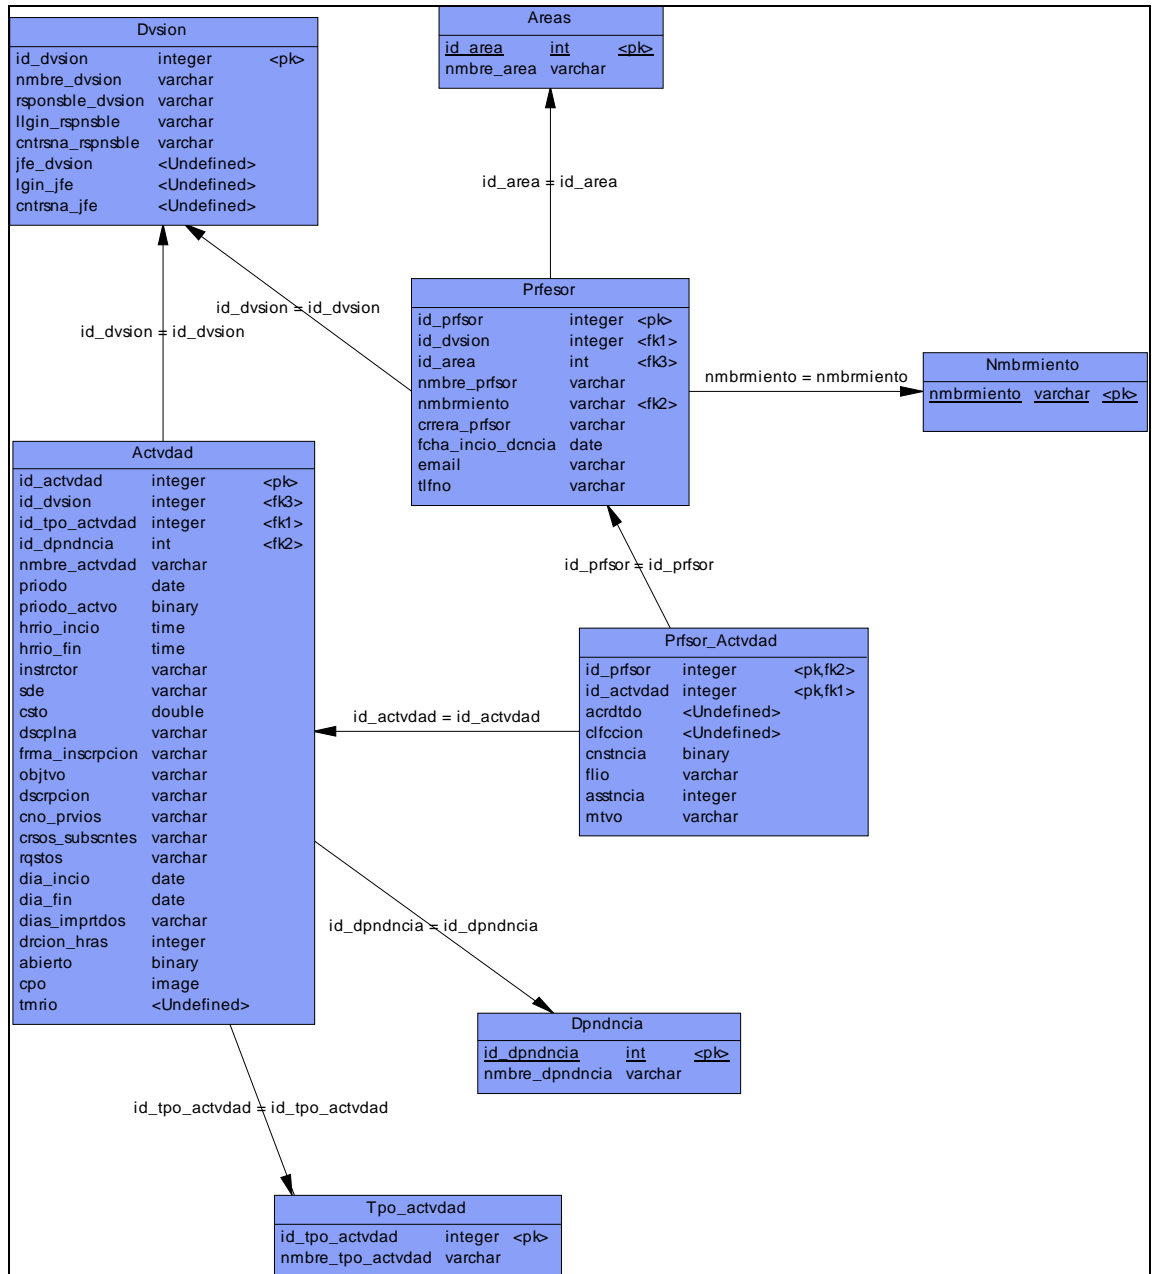 Dvsion
id_dvsion integer <pk>
nmbre_dvsion varchar
rsponsble_dvsion varchar
llgin_rspnsble varchar
cntrsna_rspnsble varchar
jfe_dvsion <Undefined>
lgin_jfe <Undefined>
cntrsna_jfe <Undefined>
Areas
id_area int <pk>
nmbre_area varchar
id_area = id_area
id_dvsion = id_dvsion
id_dvsion = id_dvsion
Prfesor
id_prfsor integer <pk>
id_dvsion integer <fk1>
id_area int <fk3>
nmbre_prfsor varchar
nmbrmiento varchar <fk2>
crrera_prfsor varchar
fcha_incio_dcncia date
email varchar
tlfno varchar
nmbrmiento = nmbrmiento
Nmbrmiento
nmbrmiento varchar <pk>
Actvdad
id_actvdad integer <pk>
id_dvsion integer <fk3>
id_tpo_actvdad integer <fk1>
id_dpndncia int <fk2>
nmbre_actvdad varchar
priodo date
priodo_actvo binary
hrrio_incio time
hrrio_fin time
instrctor varchar
sde varchar
csto double
dscplna varchar
frma_inscrpcion varchar
objtvo varchar
dscrpcion varchar
cno_prvios varchar
crsos_subscntes varchar
rqstos varchar
dia_incio date
dia_fin date
dias_imprtdos varchar
drcion_hras integer
abierto binary
cpo image
tmrio <Undefined>
id_prfsor = id_prfsor
Prfsor_Actvdad
id_prfsor integer <pk,fk2>
id_actvdad integer <pk,fk1>
acrdtdo <Undefined>
clfccion <Undefined>
cnstncia binary
flio varchar
asstncia integer
mtvo varchar
id_actvdad = id_actvdad
id_dpndncia = id_dpndncia
Dpndncia
id_dpndncia int <pk>
nmbre_dpndncia varchar
id_tpo_actvdad = id_tpo_actvdad
Tpo_actvdad
id_tpo_actvdad integer <pk>
nmbre_tpo_actvdad varchar